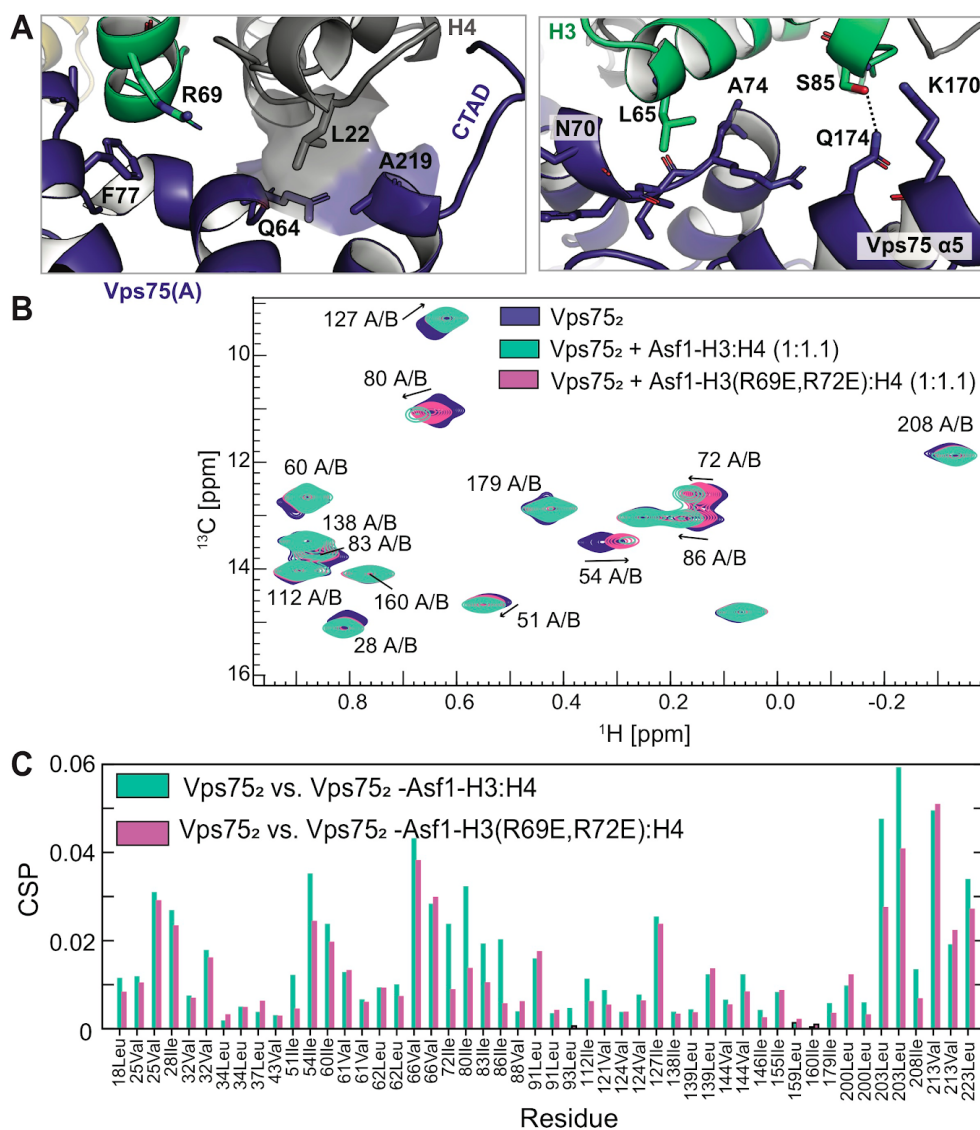 A
H4
R69
L22
CTAD
A219
F77
Q64
Vps75(A)
H3
A74
S85
K170
L65
N70
Q174
Vps75 α5
B
127 A/B
Vps75₂
Vps75₂ + Asf1-H3:H4 (1:1.1)
Vps75₂ + Asf1-H3(R69E,R72E):H4 (1:1.1)
80 A/B
208 A/B
60 A/B
72 A/B
179 A/B
138 A/B
83 A/B
86 A/B
54 A/B
112 A/B
160 A/B
51 A/B
28 A/B
10
12
14
16
¹³C [ppm]
0.8
0.6
0.4
0.2
0.0
-0.2
¹H [ppm]
C
Vps75₂ vs. Vps75₂ -Asf1-H3:H4
Vps75₂ vs. Vps75₂ -Asf1-H3(R69E,R72E):H4
0.06
0.04
0.02
0
CSP
18Leu
25Val
25Val
28Ile
32Val
32Val
34Leu
34Leu
37Leu
43Val
51Ile
54Ile
60Ile
61Val
61Val
62Leu
62Leu
66Val
66Val
72Ile
80Ile
83Ile
86Ile
88Val
91Leu
91Leu
93Leu
112Ile
121Val
124Val
124Val
127Ile
138Ile
139Leu
139Leu
144Val
144Val
146Ile
155Ile
159Leu
160Ile
179Ile
200Leu
200Leu
203Leu
203Leu
208Ile
213Val
213Val
223Leu
Residue